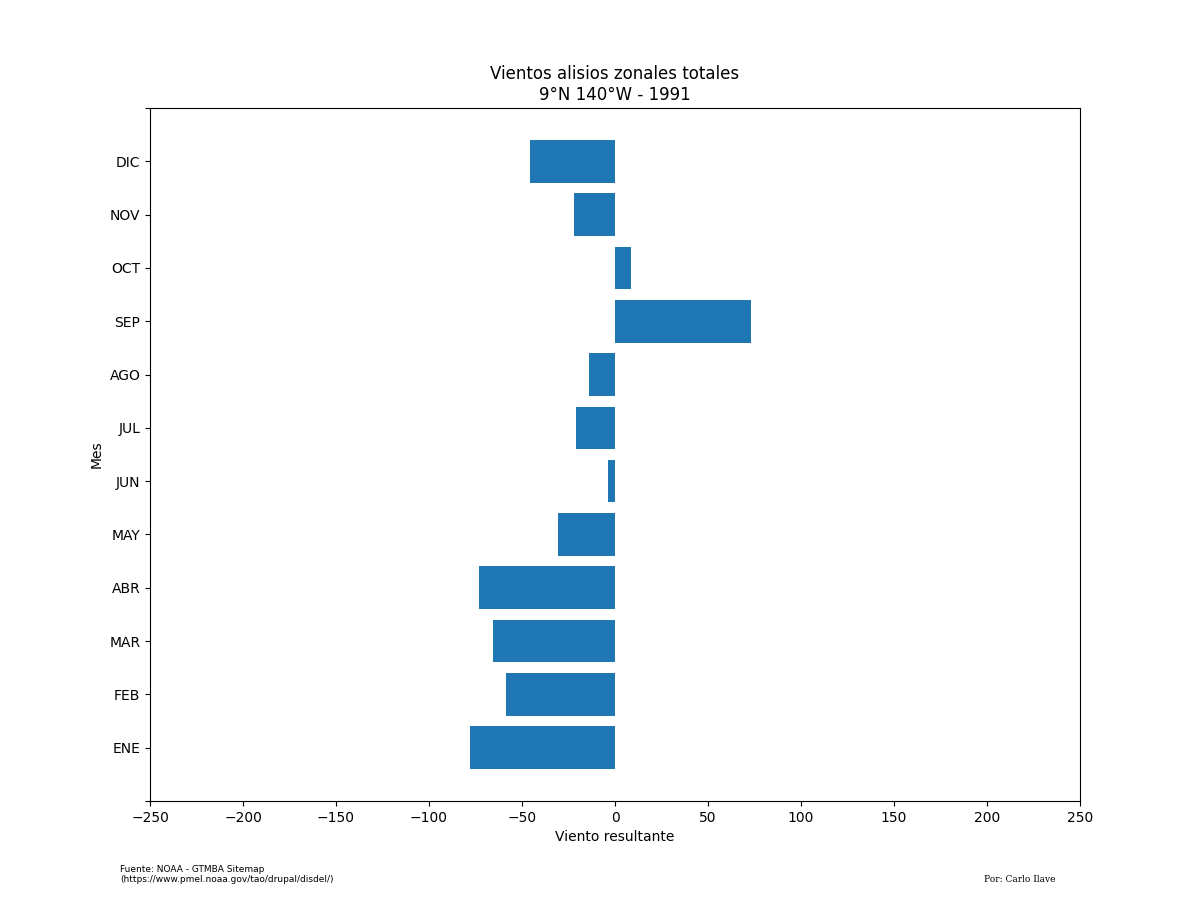 Vientos alisios zonales totales
9°N 140°W - 1991
DIC
NOV
OCT
SEP
AGO
JUL
JUN
MAY
ABR
MAR
FEB
ENE
Mes
−250 −200 −150 −100 −50 0 50 100 150 200 250
Viento resultante
Fuente: NOAA - GTMBA Sitemap
(https://www.pmel.noaa.gov/tao/drupal/disdel/)
Por: Carlo Ilave